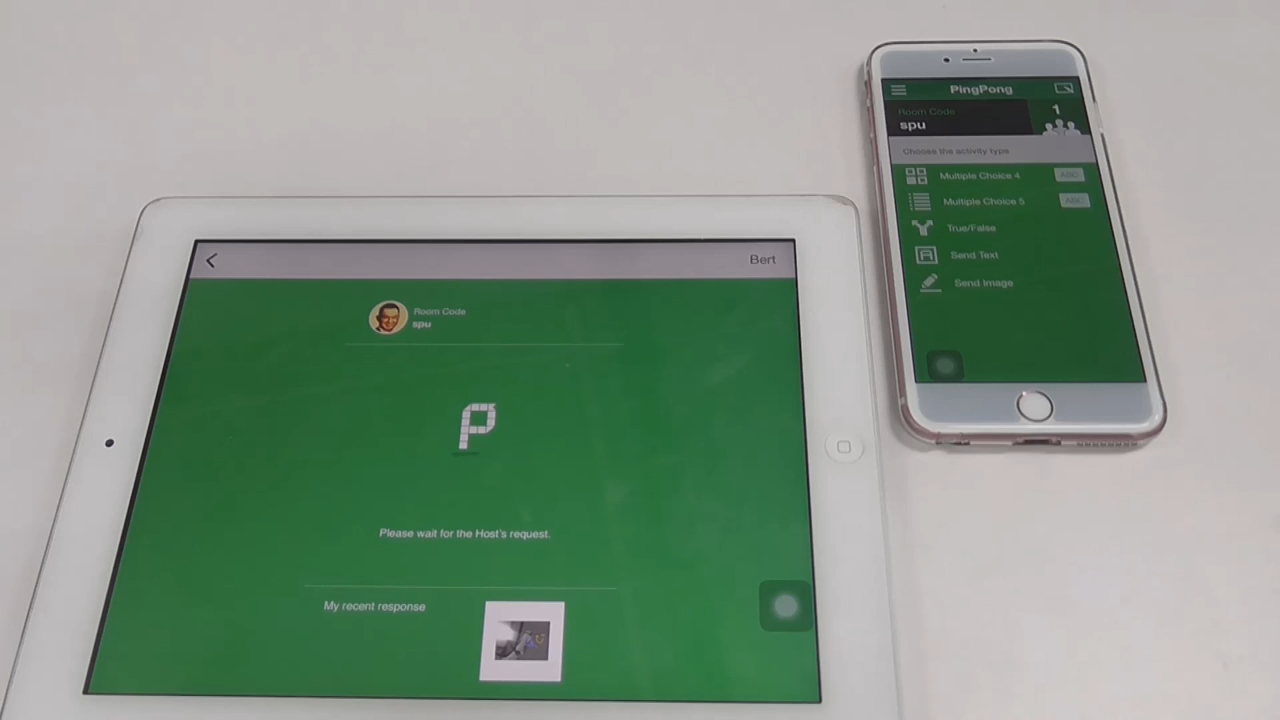 Bert
Room Code
spu
P
Please wait for the Host's request.
My recent response
PingPong
Room Code
spu
1
Choose the activity type
Multiple Choice 4
ABC
Multiple Choice 5
ABC
True/False
Send Text
Send Image